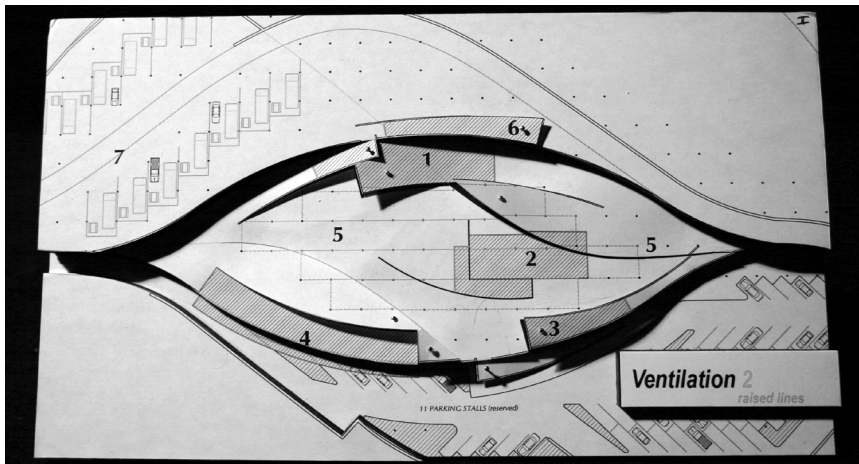 H
6
1
7
5
5
2
3
4
Ventilation 2
raised lines
11 PARKING STALLS (reserved)